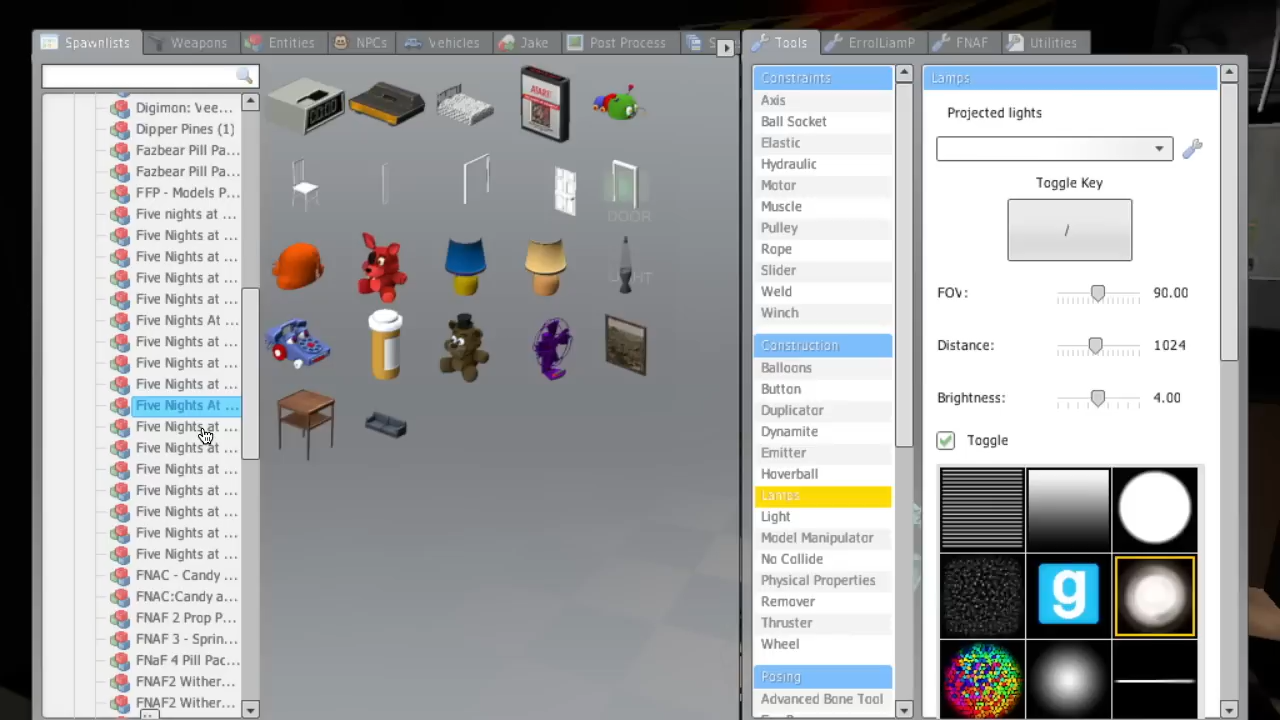 Spawnlists Weapons Entities NPCs Vehicles Jake Post Process
Tools ErrolLiamP FNAF Utilities
Digimon: Vee...
Dipper Pines (1)
Fazbear Pill Pa...
Fazbear Pill Pa...
FFP - Models P...
Five nights at ...
Five Nights at ...
Five Nights at ...
Five Nights at ...
Five Nights at ...
Five Nights At ...
Five Nights at ...
Five Nights at ...
Five Nights at ...
Five Nights At ...
Five Nights at ...
Five Nights at ...
Five Nights at ...
Five Nights at ...
Five Nights at ...
Five Nights at ...
Five Nights at ...
FNAC - Candy ...
FNAC:Candy a...
FNAF 2 Prop P...
FNAF 3 - Sprin...
FNaF 4 Pill Pac...
FNAF2 Wither...
FNAF2 Wither...
ATARI
DOOR
LIGHT
Constraints
Axis
Ball Socket
Elastic
Hydraulic
Motor
Muscle
Pulley
Rope
Slider
Weld
Winch
Construction
Balloons
Button
Duplicator
Dynamite
Emitter
Hoverball
Lamps
Light
Model Manipulator
No Collide
Physical Properties
Remover
Thruster
Wheel
Posing
Advanced Bone Tool
Lamps
Projected lights
Toggle Key
/
FOV: 90.00
Distance: 1024
Brightness: 4.00
Toggle
g